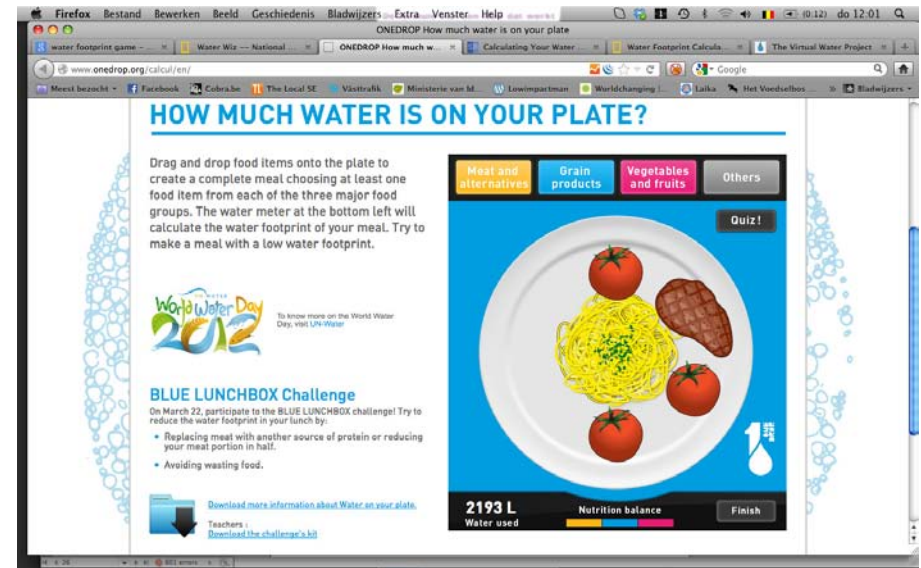 Firefox Bestand Bewerken Beeld Geschiedenis Bladwijzers Extra Venster Help (0:12) do 12:01
ONEDROP How much water is on your plate
water footprint game – ... Water Wiz –– National ... ONEDROP How much w... Calculating Your Water ... Water Footprint Calcula... The Virtual Water Project
www.onedrop.org/calcul/en/ Google
Meest bezocht Facebook Cobra.be The Local SE Västtrafik Ministerie van bl... Lowimpactman Worldchanging |... Laika Het Voedselbos ... Bladwijzers
HOW MUCH WATER IS ON YOUR PLATE?
Drag and drop food items onto the plate to
create a complete meal choosing at least one
food item from each of the three major food
groups. The water meter at the bottom left will
calculate the water footprint of your meal. Try to
make a meal with a low water footprint.
World Water Day
2012
To know more on the World Water
Day, visit UN-Water
BLUE LUNCHBOX Challenge
On March 22, participate to the BLUE LUNCHBOX challenge! Try to
reduce the water footprint in your lunch by:
• Replacing meat with another source of protein or reducing
your meat portion in half.
• Avoiding wasting food.
Download more information about Water on your plate.
Teachers :
Download the challenge's kit
Meat and
alternatives
Grain
products
Vegetables
and fruits
Others
Quiz!
2193 L
Water used
Nutrition balance
Finish
801 errors